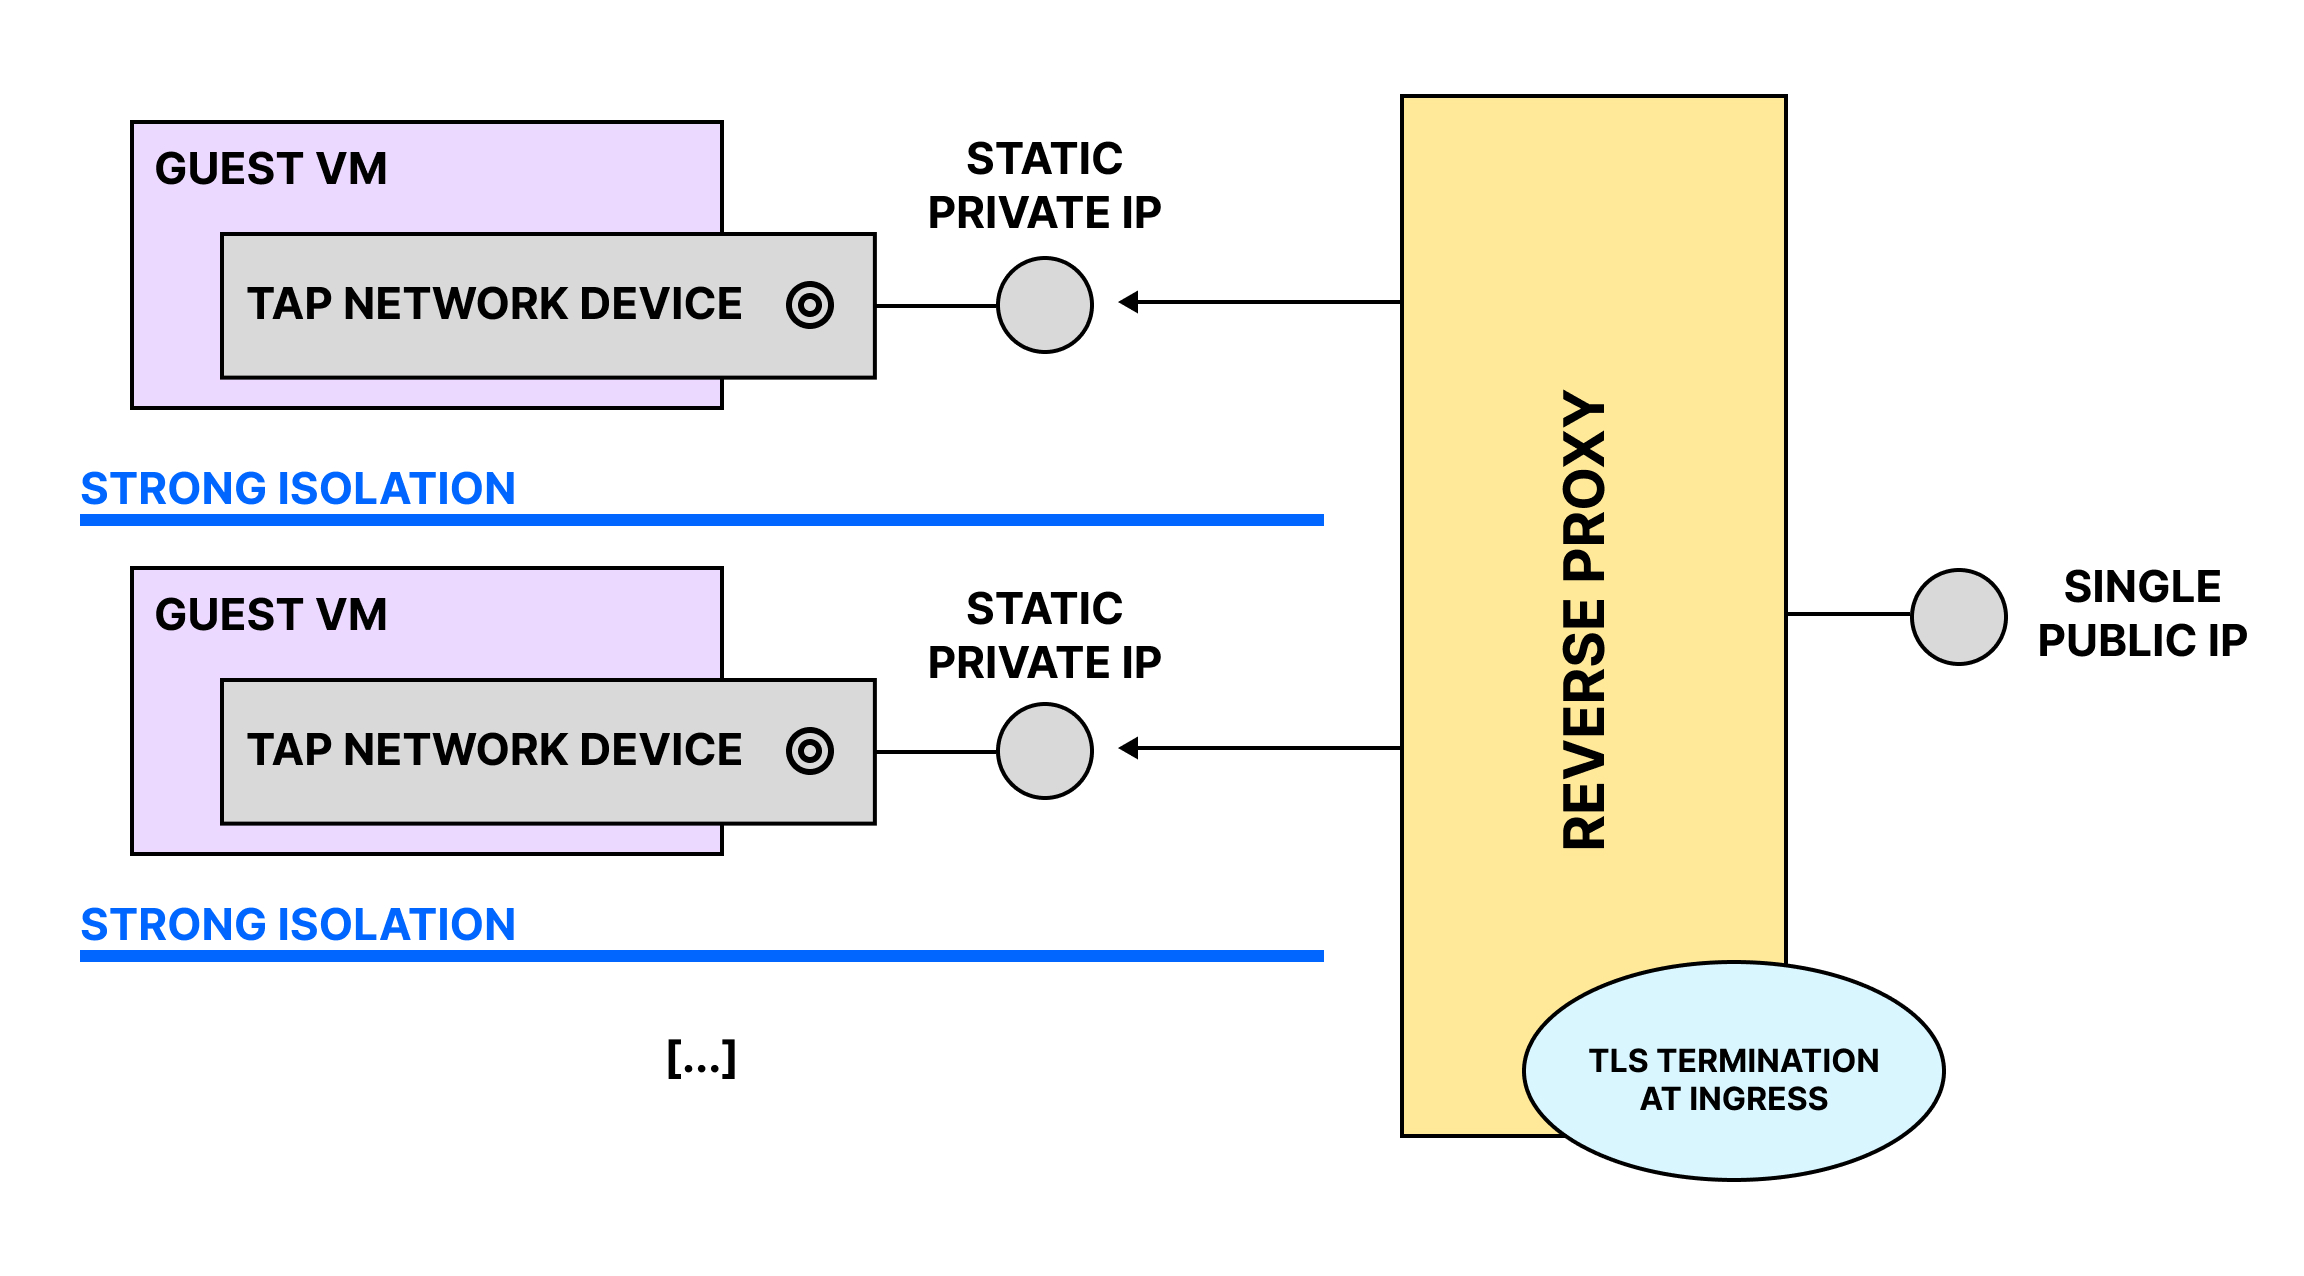 GUEST VM
TAP NETWORK DEVICE
STATIC
PRIVATE IP
STRONG ISOLATION
GUEST VM
TAP NETWORK DEVICE
STATIC
PRIVATE IP
STRONG ISOLATION
[...]
REVERSE PROXY
TLS TERMINATION
AT INGRESS
SINGLE
PUBLIC IP